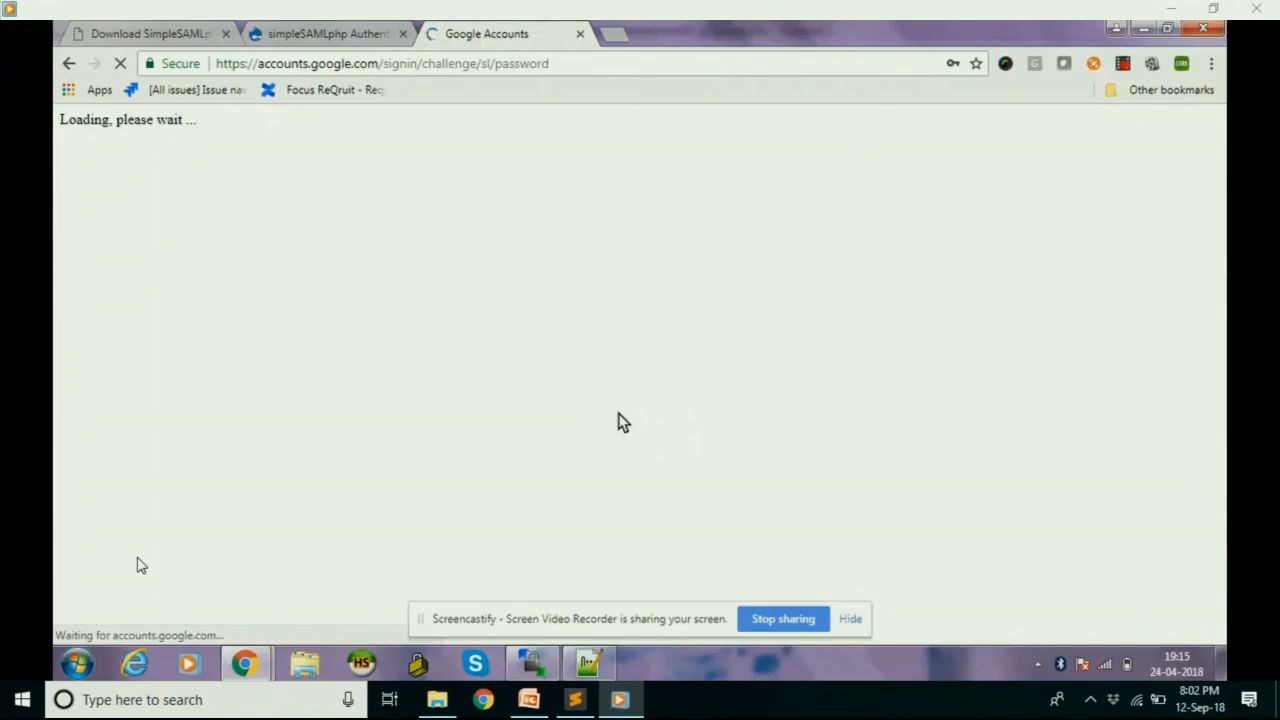 Download SimpleSAMLp
simpleSAMLphp Authent
Google Accounts
Secure
https://accounts.google.com/signin/challenge/sl/password
Apps
[All issues] Issue nav
Focus ReQruit - Req
Other bookmarks
Loading, please wait ...
Screencastify - Screen Video Recorder is sharing your screen.
Stop sharing
Hide
Waiting for accounts.google.com...
HS
19:15
24-04-2018
Type here to search
8:02 PM
12-Sep-18